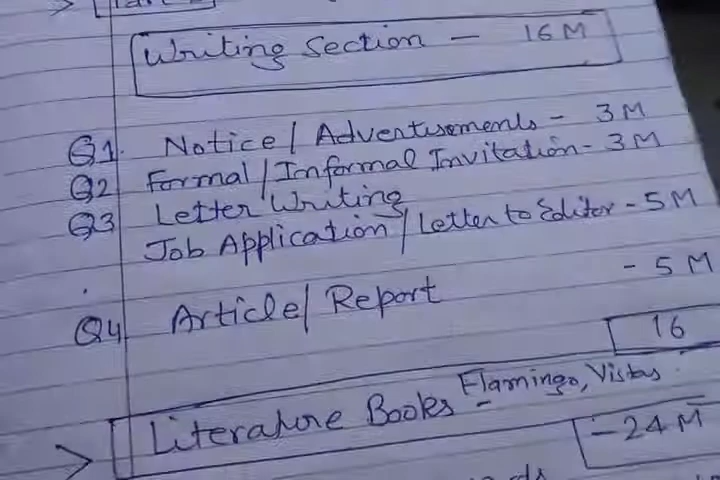 Writing Section - 16 M
Q1. Notice / Advertisements - 3 M
Q2 Formal / Informal Invitation - 3 M
Q3 Letter Writing
Job Application / Letter to Editor - 5 M
Q4 Article / Report - 5 M
16
> Literature Books Flamingo, Vistas
- 24 M